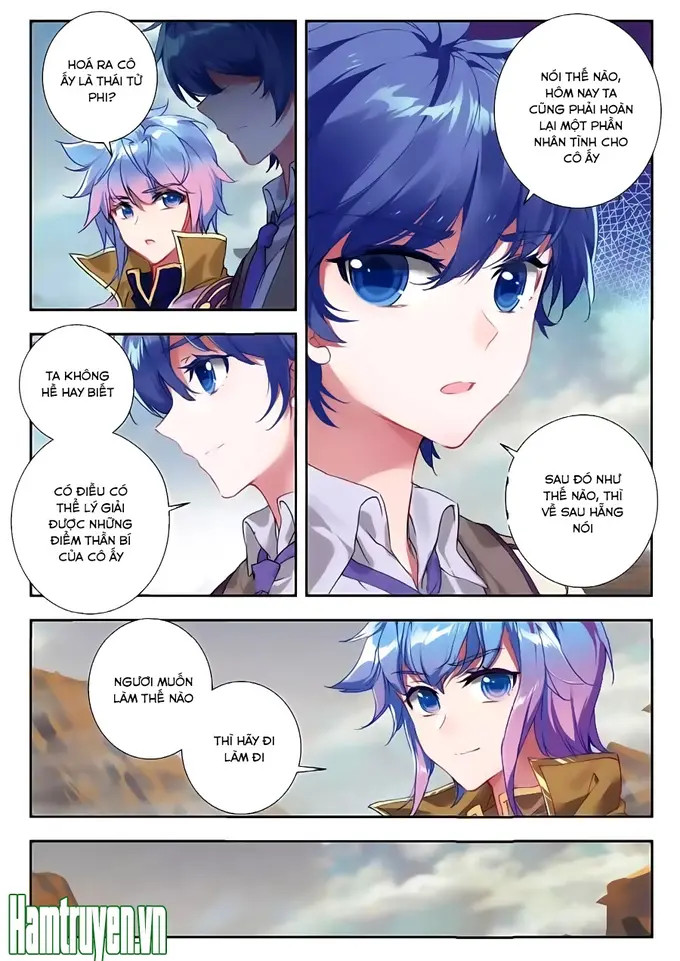 HOÁ RA CÔ
ẤY LÀ THÁI TỬ
PHI?
NÓI THẾ NÀO,
HÔM NAY TA
CŨNG PHẢI HOÀN
LẠI MỘT PHẦN
NHÂN TÌNH CHO
CÔ ẤY
TA KHÔNG
HỀ HAY BIẾT
CÓ ĐIỀU CÓ
THỂ LÝ GIẢI
ĐƯỢC NHỮNG
ĐIỂM THẦN BÍ
CỦA CÔ ẤY
SAU ĐÓ NHƯ
THẾ NÀO, THÌ
VỀ SAU HẴNG
NÓI
NGƯƠI MUỐN
LÀM THẾ NÀO
THÌ HÃY ĐI
LÀM ĐI
Hamtruyen.vn